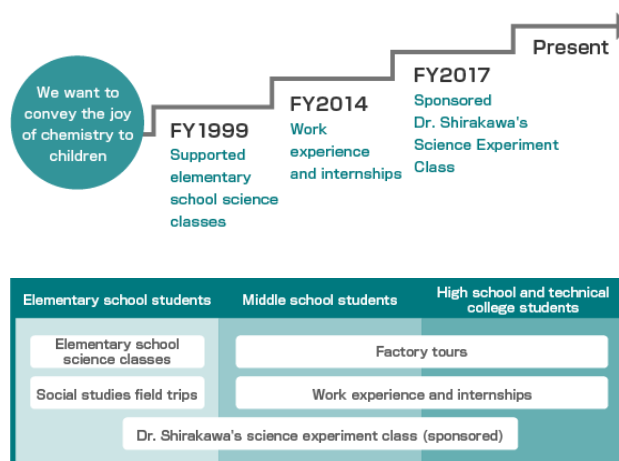 We want to
convey the joy
of chemistry to
children
FY1999
Supported
elementary
school science
classes
FY2014
Work
experience
and internships
FY2017
Sponsored
Dr. Shirakawa's
Science Experiment
Class
Present
Elementary school students
Middle school students
High school and technical
college students
Elementary school
science classes
Factory tours
Social studies field trips
Work experience and internships
Dr. Shirakawa's science experiment class (sponsored)